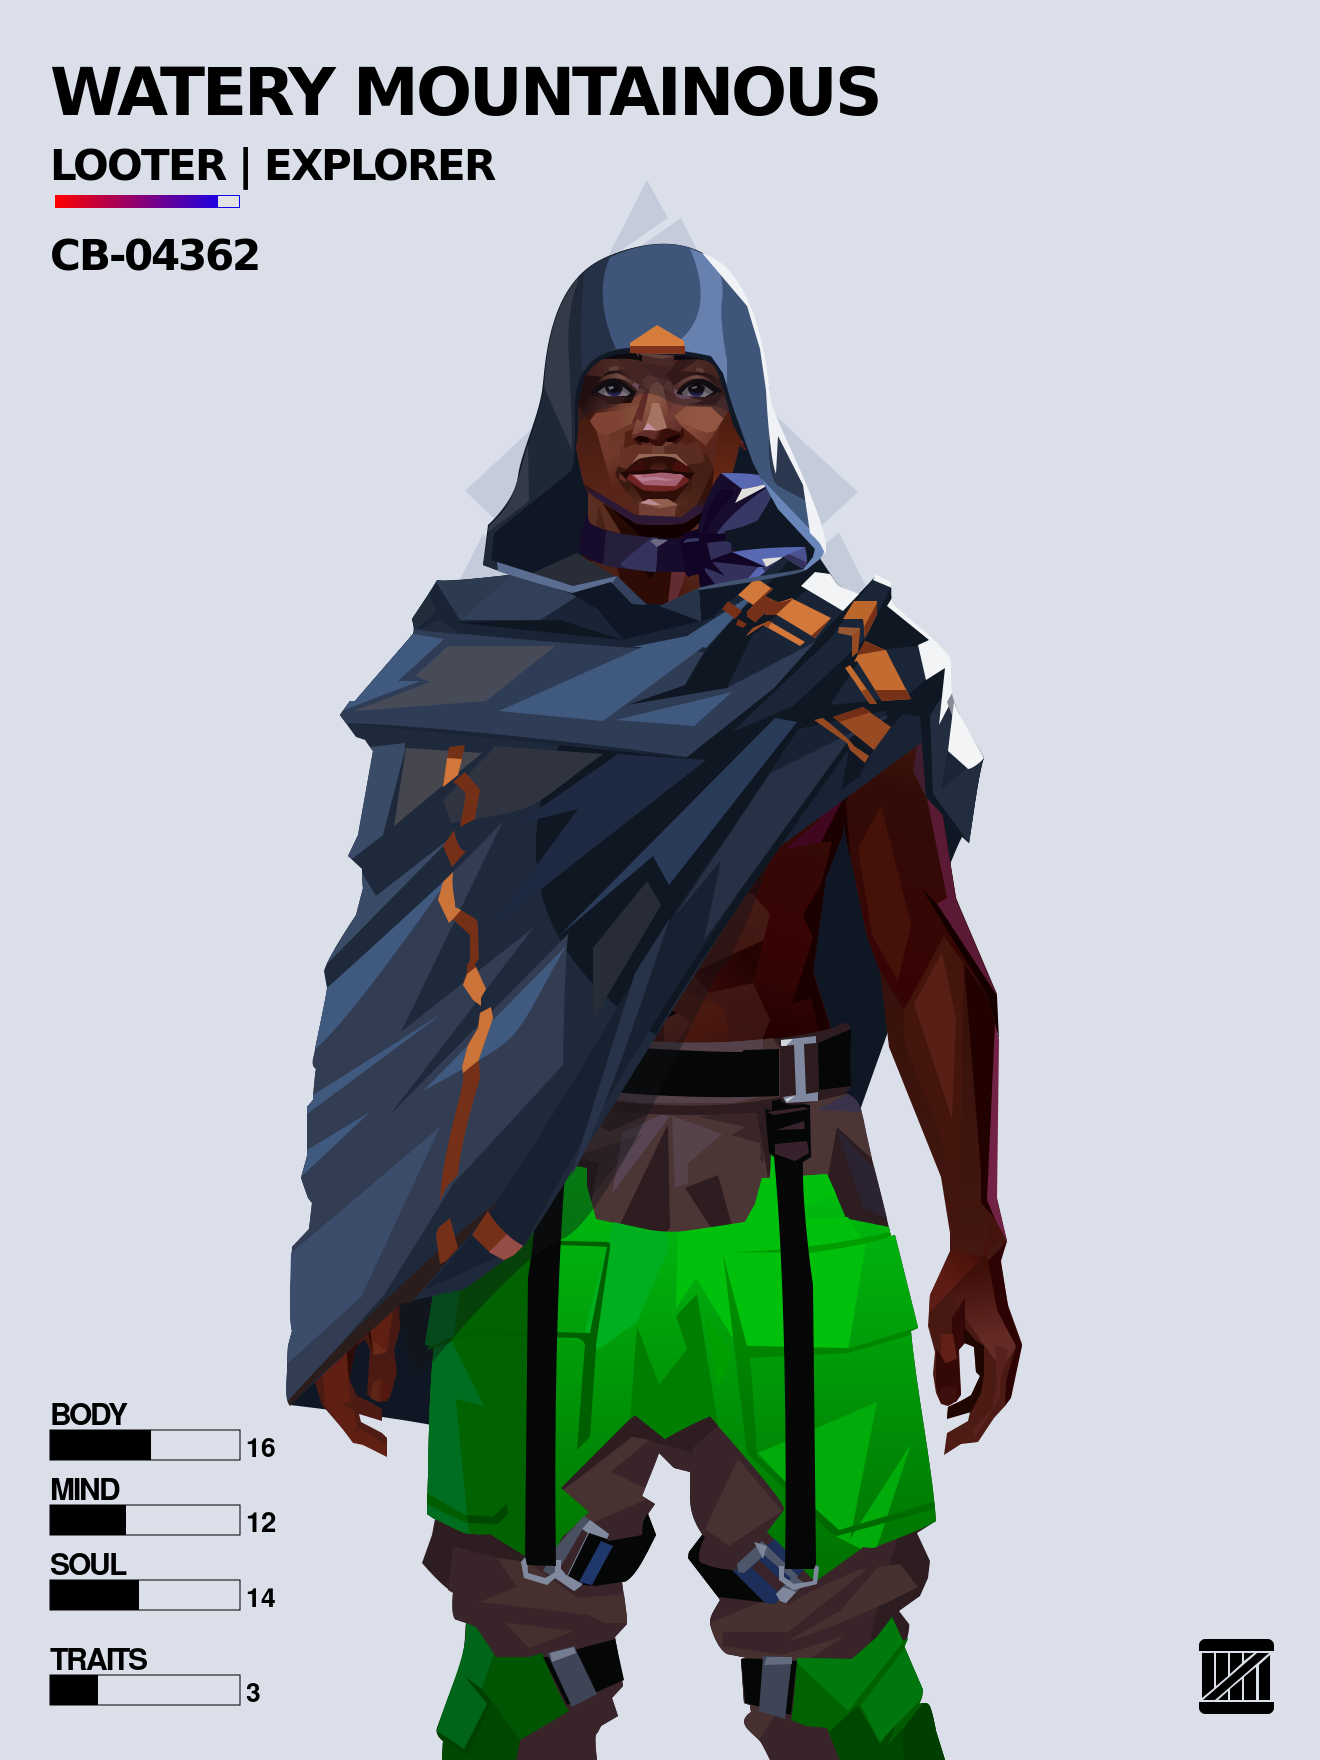 WATERY MOUNTAINOUS
LOOTER | EXPLORER
CB-04362
BODY
16
MIND
12
SOUL
14
TRAITS
3